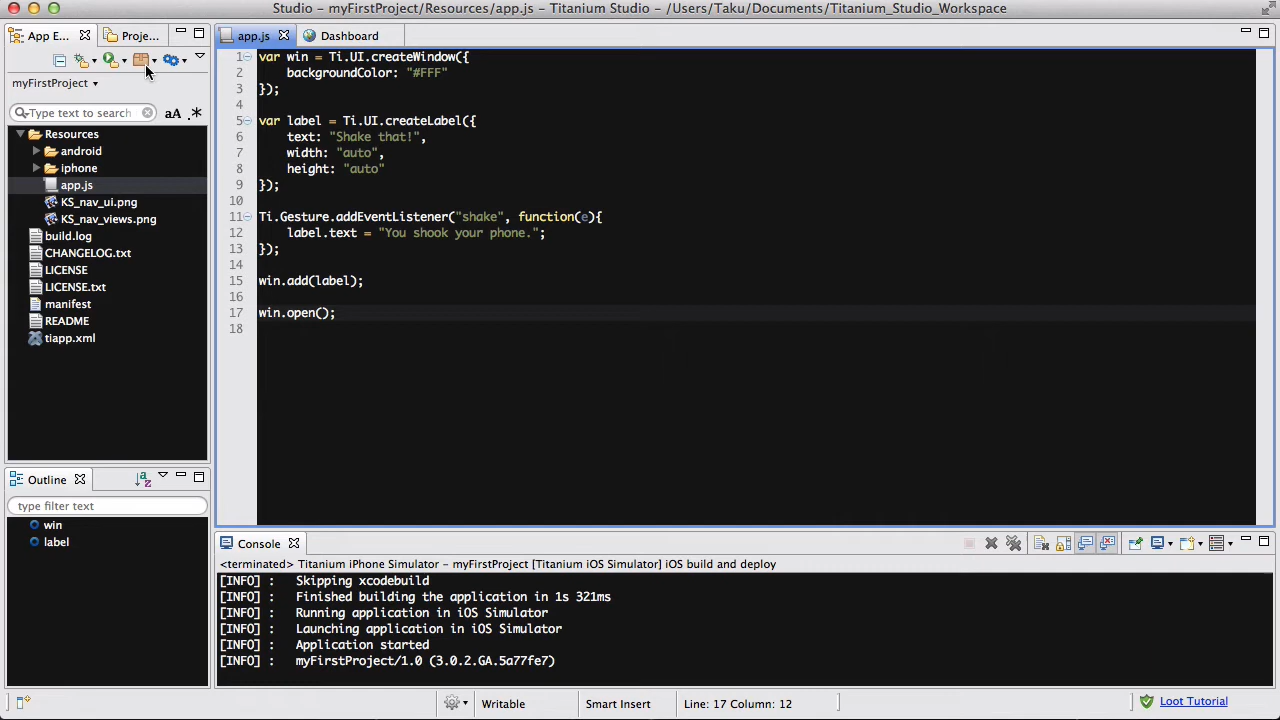 Studio - myFirstProject/Resources/app.js - Titanium Studio - /Users/Taku/Documents/Titanium_Studio_Workspace
App E...
Proje...
app.js
Dashboard
myFirstProject
Type text to search
aA .*
Resources
android
iphone
app.js
KS_nav_ui.png
KS_nav_views.png
build.log
CHANGELOG.txt
LICENSE
LICENSE.txt
manifest
README
tiapp.xml
1 var win = Ti.UI.createWindow({
2 backgroundColor: "#FFF"
3 });
4
5 var label = Ti.UI.createLabel({
6 text: "Shake that!",
7 width: "auto",
8 height: "auto"
9 });
10
11 Ti.Gesture.addEventListener("shake", function(e){
12 label.text = "You shook your phone.";
13 });
14
15 win.add(label);
16
17 win.open();
18
Outline
type filter text
win
label
Console
<terminated> Titanium iPhone Simulator - myFirstProject [Titanium iOS Simulator] iOS build and deploy
[INFO] : Skipping xcodebuild
[INFO] : Finished building the application in 1s 321ms
[INFO] : Running application in iOS Simulator
[INFO] : Launching application in iOS Simulator
[INFO] : Application started
[INFO] : myFirstProject/1.0 (3.0.2.GA.5a77fe7)
Writable
Smart Insert
Line: 17 Column: 12
Loot Tutorial